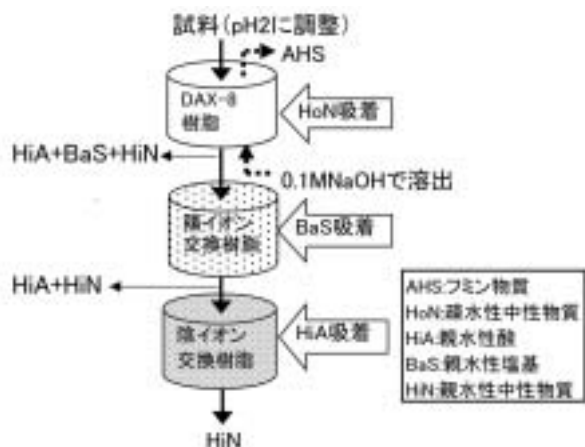 試料(pH2に調整)
AHS
DAX-8
樹脂
HoN吸着
HiA+BaS+HiN
0.1MNaOHで溶出
陽イオン
交換樹脂
BaS吸着
HiA+HiN
陰イオン
交換樹脂
HiA吸着
HiN
AHS:フミン物質
HoN:疎水性中性物質
HiA:親水性酸
BaS:親水性塩基
HiN:親水性中性物質